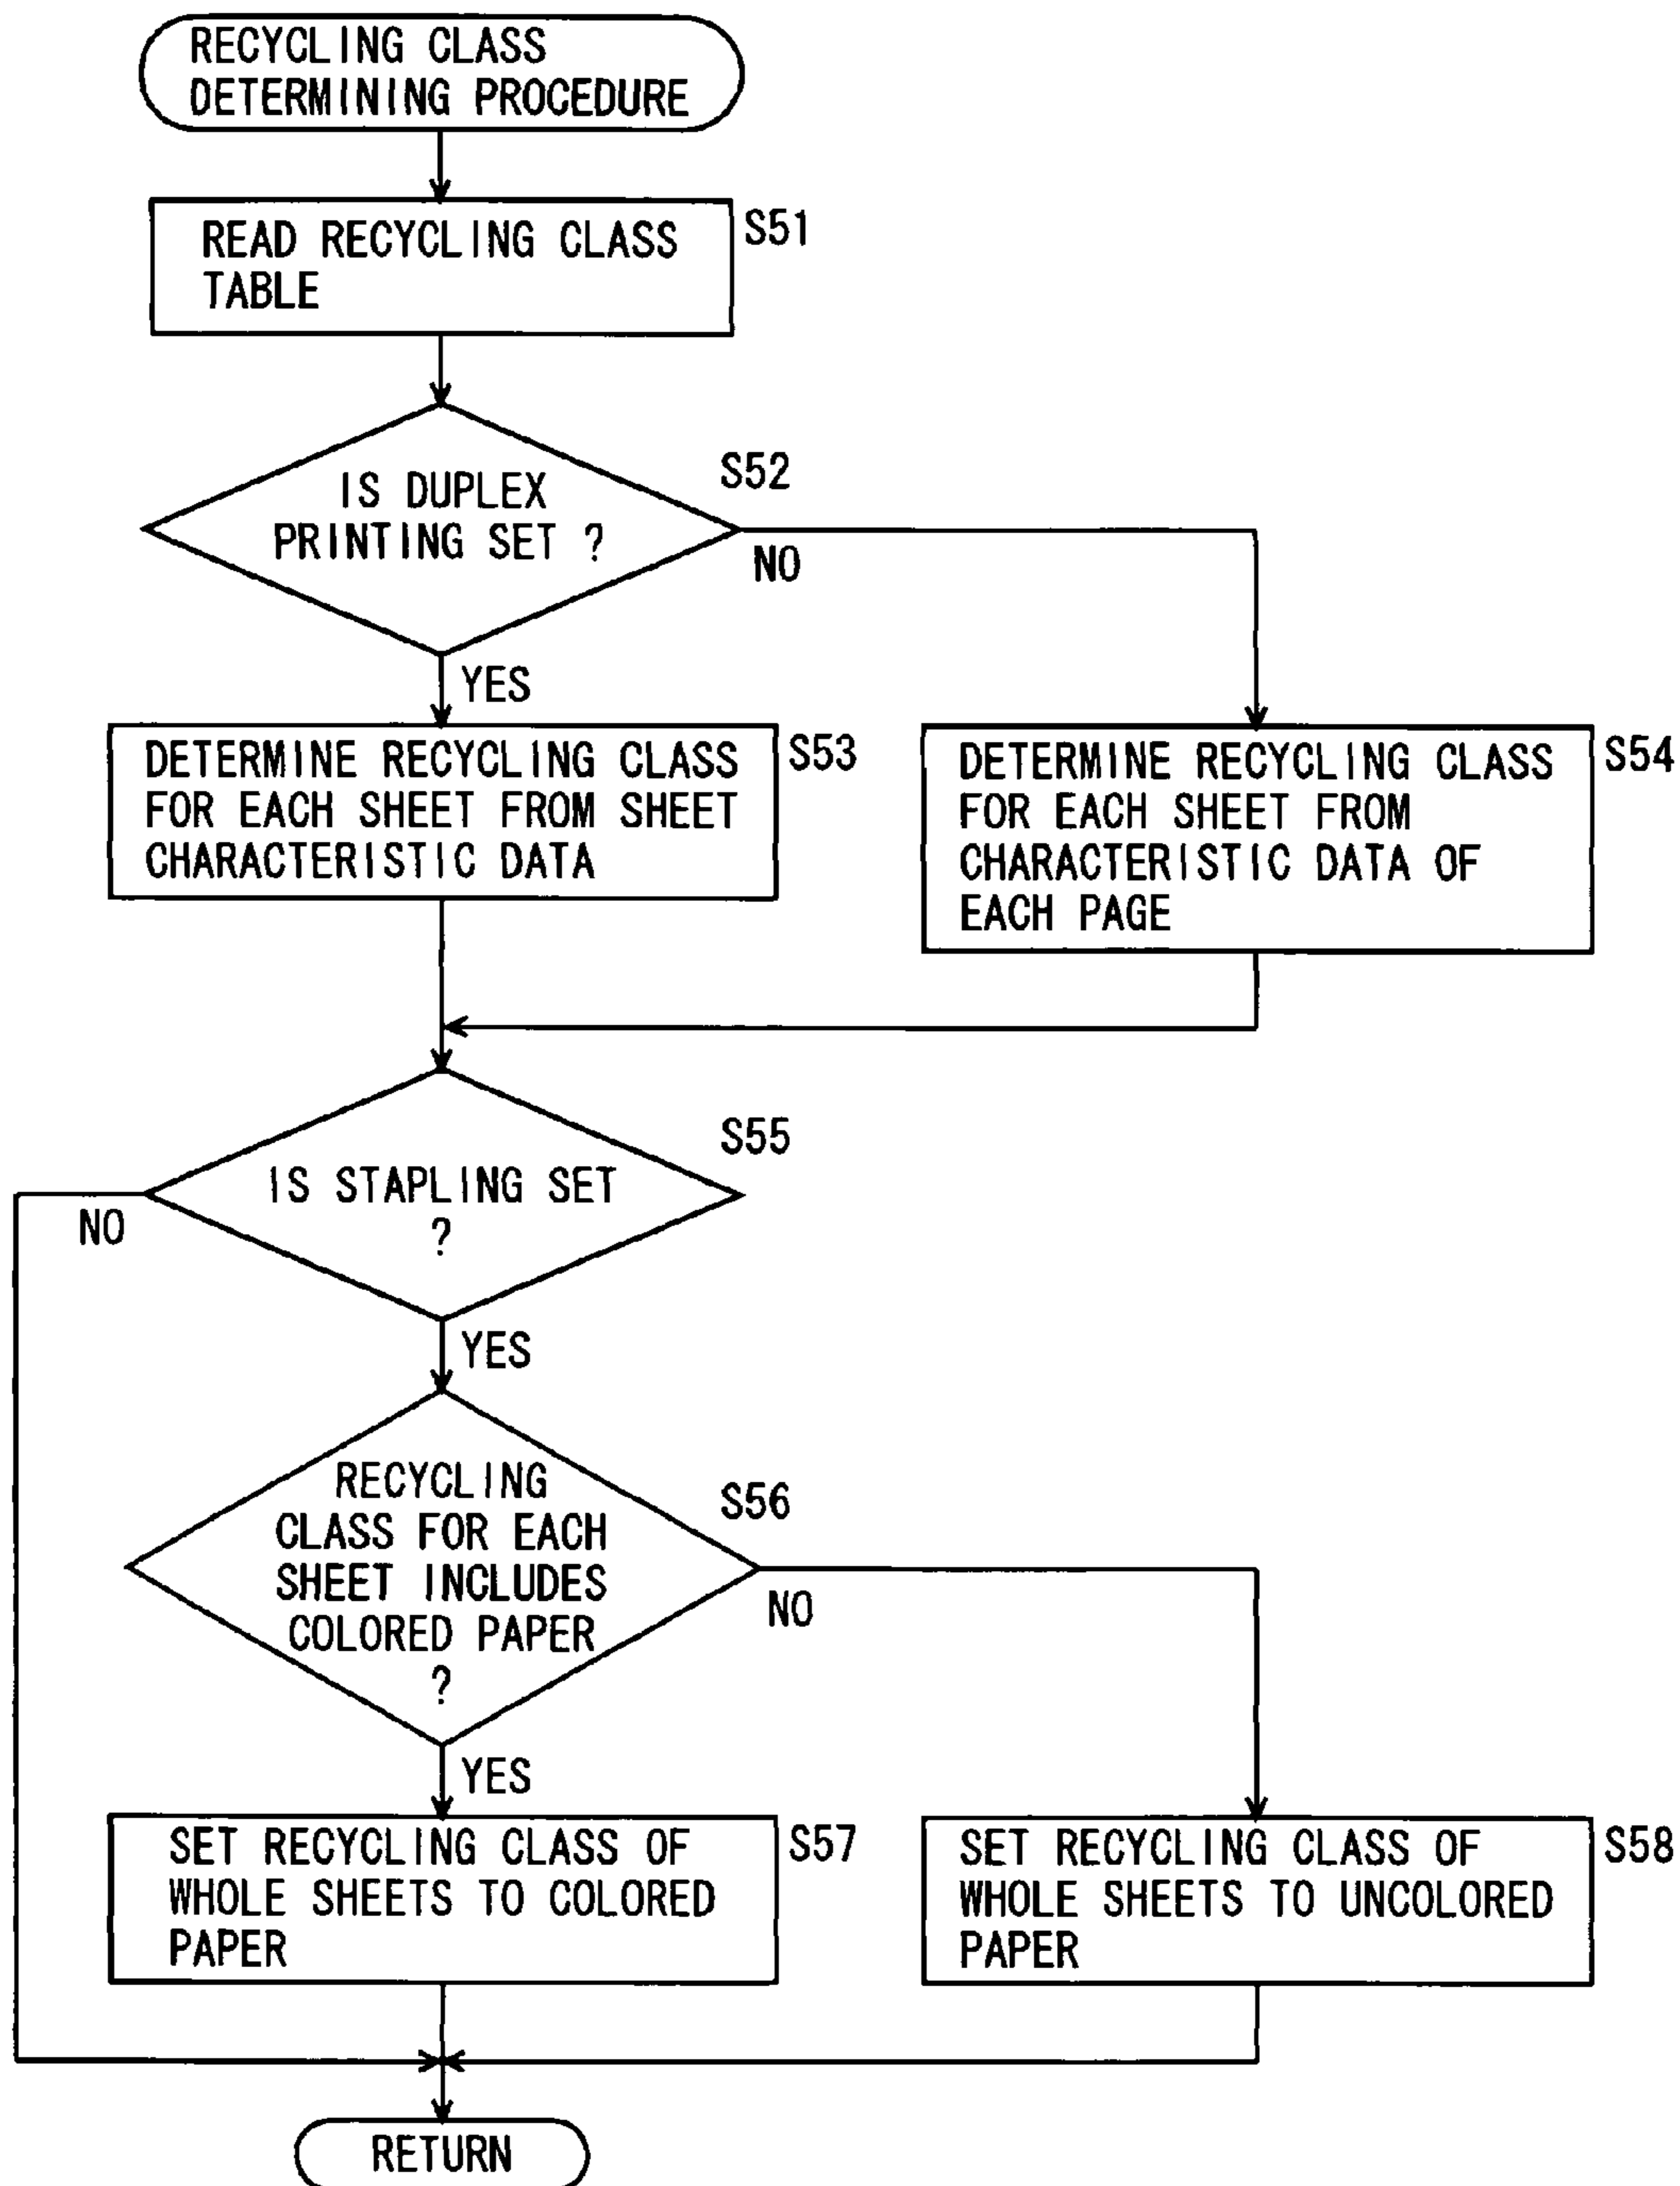 RECYCLING CLASS
DETERMINING PROCEDURE
READ RECYCLING CLASS
TABLE
S51
IS DUPLEX
PRINTING SET ?
S52
NO
YES
DETERMINE RECYCLING CLASS
FOR EACH SHEET FROM SHEET
CHARACTERISTIC DATA
S53
DETERMINE RECYCLING CLASS
FOR EACH SHEET FROM
CHARACTERISTIC DATA OF
EACH PAGE
S54
IS STAPLING SET
?
S55
NO
YES
RECYCLING
CLASS FOR EACH
SHEET INCLUDES
COLORED PAPER
?
S56
NO
YES
SET RECYCLING CLASS OF
WHOLE SHEETS TO COLORED
PAPER
S57
SET RECYCLING CLASS OF
WHOLE SHEETS TO UNCOLORED
PAPER
S58
RETURN